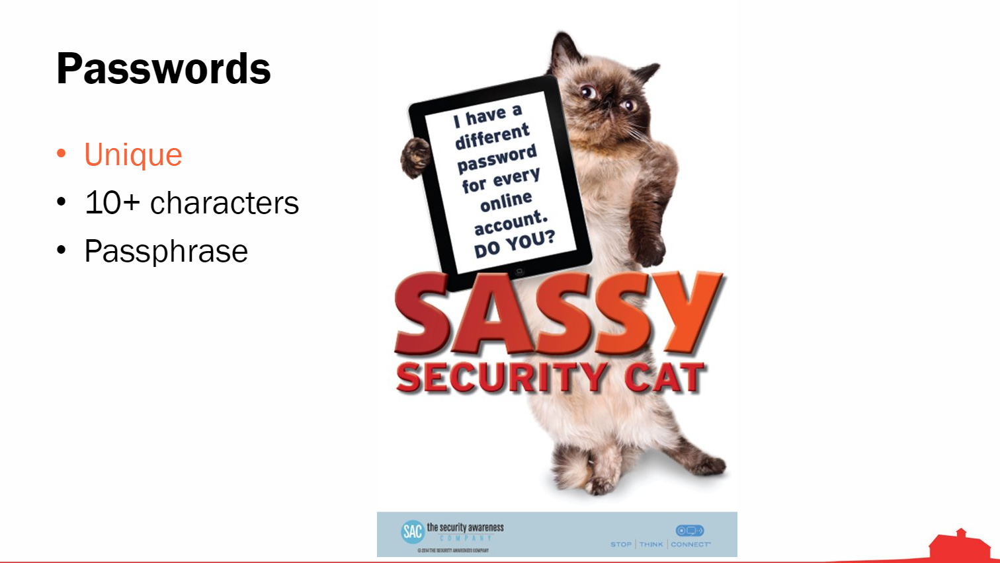 Passwords
• Unique
• 10+ characters
• Passphrase
I have a
different
password
for every
online
account.
DO YOU?
SASSY
SECURITY CAT
SAC
the security awareness
COMPANY
© 2014 THE SECURITY AWARENESS COMPANY
STOP | THINK | CONNECT™